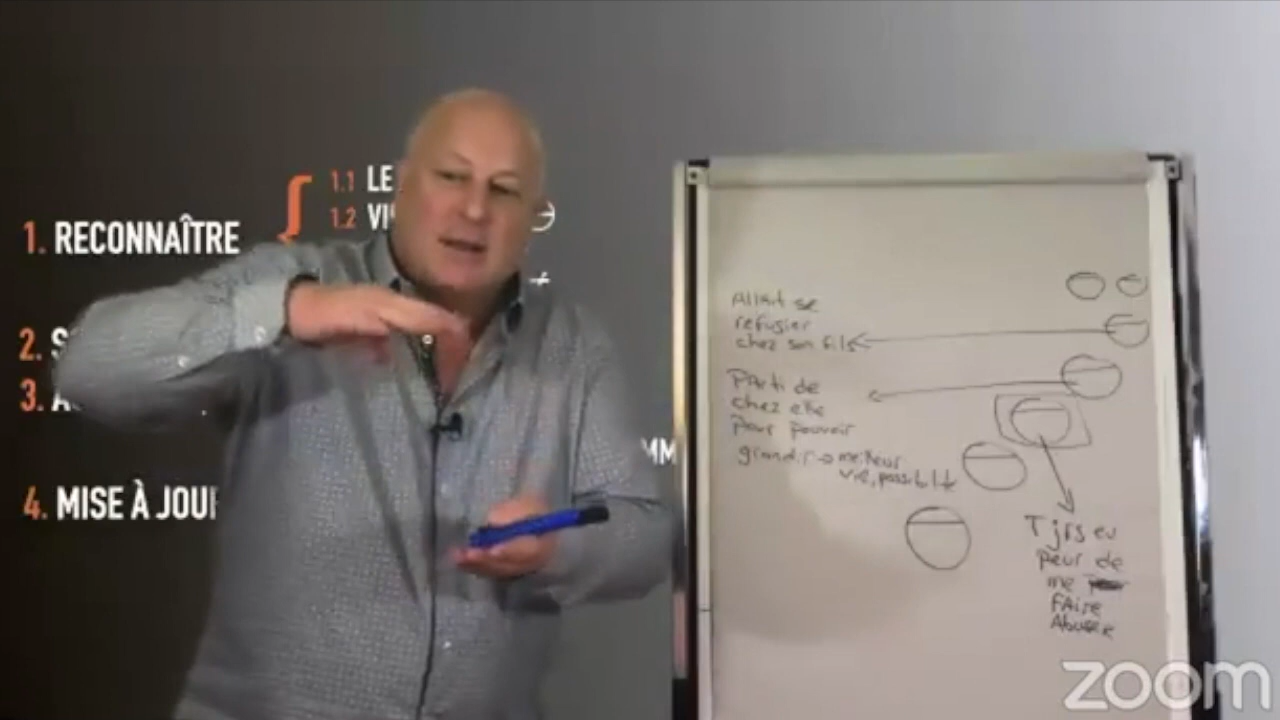 1. RECONNAÎTRE
1.1 LE
1.2 VI
2. S
3. A
4. MISE À JOUR
MM
Allait se
refugier
chez son fils
Parti de
chez elle
Pour pouvoir
grandir → meilleur
vie, possibilité
Tjrs eu
peur de
me
FAire
Abuser
zoom